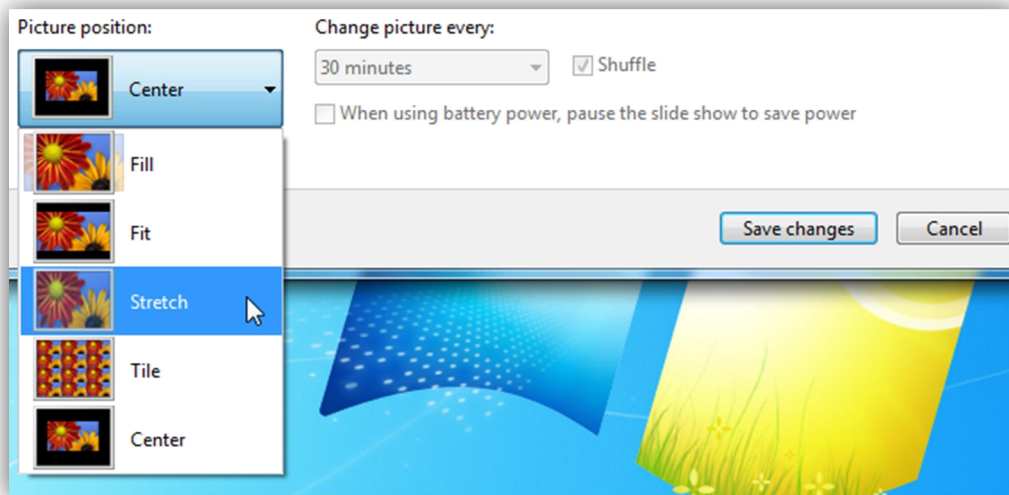 Picture position:
Change picture every:
Center
30 minutes
Shuffle
When using battery power, pause the slide show to save power
Fill
Fit
Save changes
Cancel
Stretch
Tile
Center